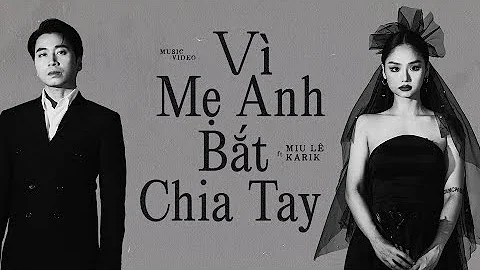 MUSIC
VIDEO
Vì
Mẹ Anh
Bắt
ft MIU LÊ
KARIK
Chia Tay